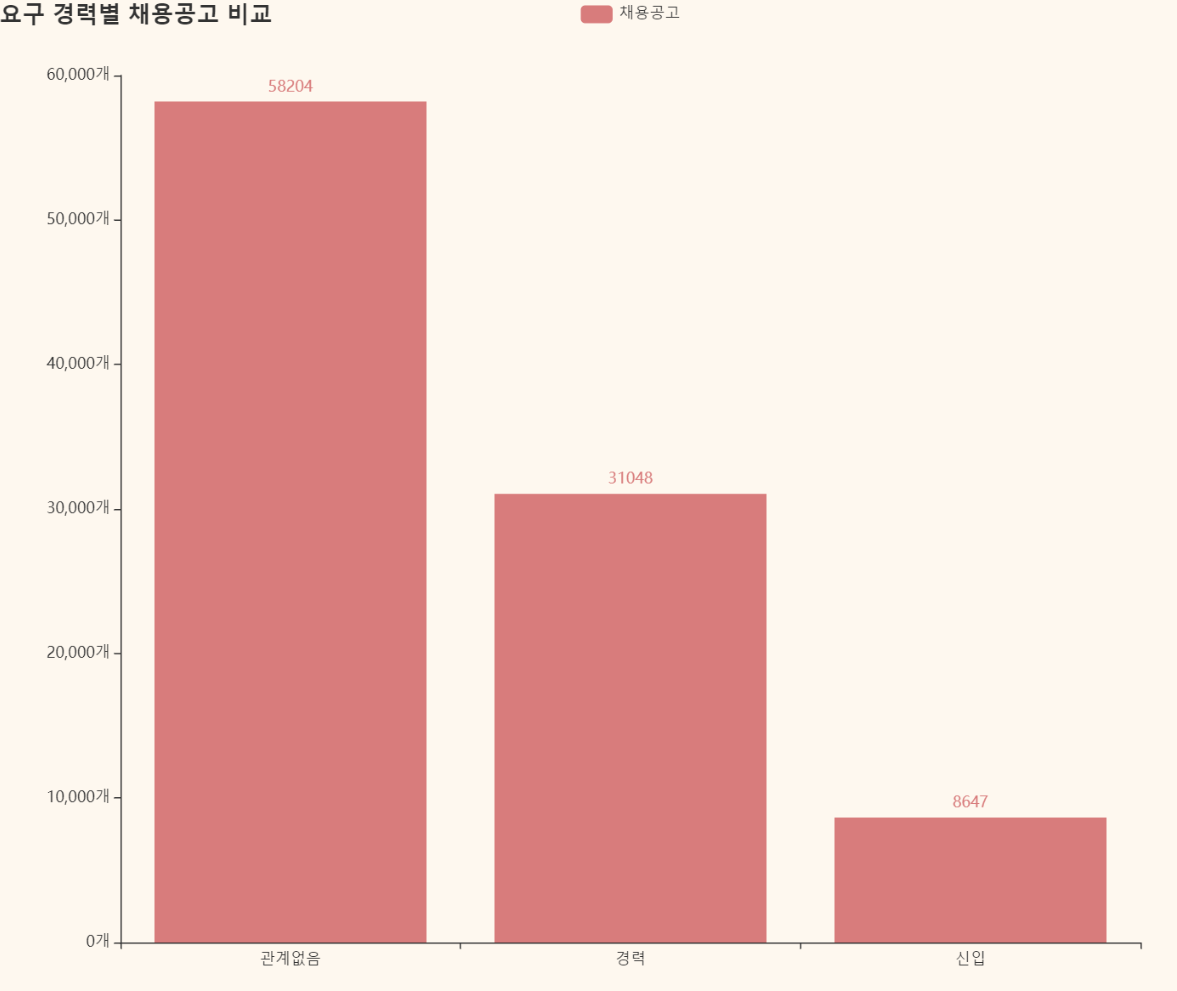 요구 경력별 채용공고 비교
채용공고
60,000개
50,000개
40,000개
30,000개
20,000개
10,000개
0개
58204
31048
8647
관계없음
경력
신입